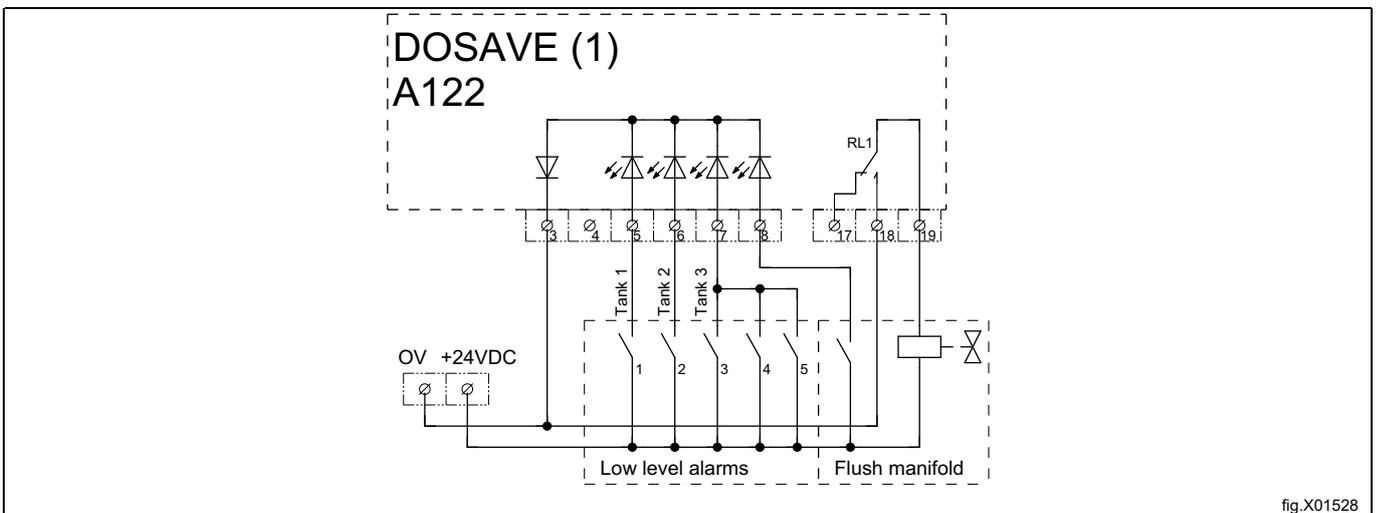 DOSAVE (1)
A122
RL1
3 4 5 6 7 8 17 18 19
Tank 1
Tank 2
Tank 3
OV +24VDC
1 2 3 4 5
Low level alarms Flush manifold
fig.X01528